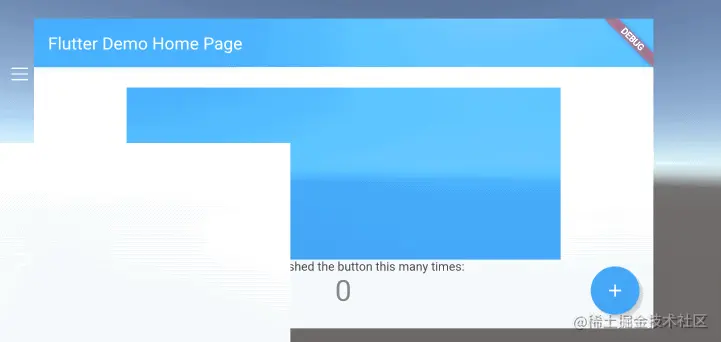 Flutter Demo Home Page
DEBUG
shed the button this many times:
0
@稀土掘金技术社区